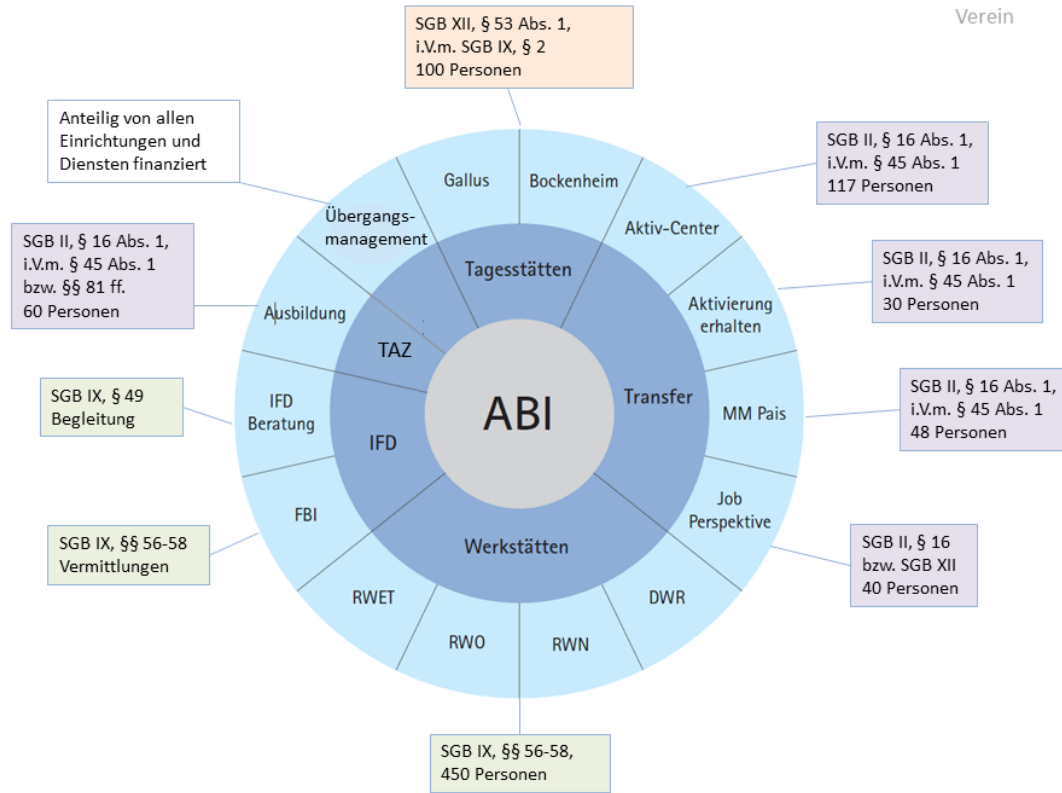 Verein
SGB XII, § 53 Abs. 1,
i.V.m. SGB IX, § 2
100 Personen
Anteilig von allen
Einrichtungen und
Diensten finanziert
SGB II, § 16 Abs. 1,
i.V.m. § 45 Abs. 1
117 Personen
SGB II, § 16 Abs. 1,
i.V.m. § 45 Abs. 1
bzw. §§ 81 ff.
60 Personen
SGB II, § 16 Abs. 1,
i.V.m. § 45 Abs. 1
30 Personen
SGB IX, § 49
Begleitung
SGB II, § 16 Abs. 1,
i.V.m. § 45 Abs. 1
48 Personen
SGB IX, §§ 56-58
Vermittlungen
SGB II, § 16
bzw. SGB XII
40 Personen
SGB IX, §§ 56-58,
450 Personen
Gallus
Bockenheim
Übergangs-
management
Aktiv-Center
Ausbildung
Aktivierung
erhalten
IFD
Beratung
MM Pais
FBI
Job
Perspektive
RWET
RWO
RWN
DWR
Tagesstätten
TAZ
Transfer
IFD
Werkstätten
ABI